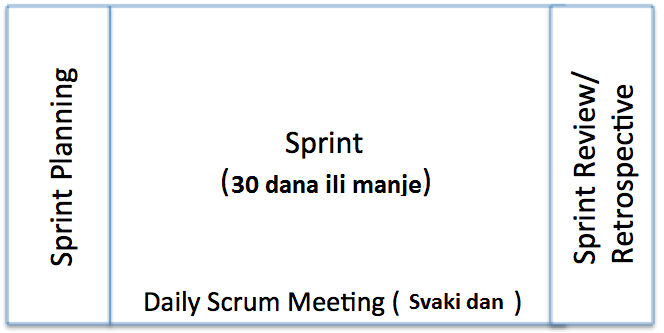 Sprint Planning
Sprint
(30 dana ili manje)
Daily Scrum Meeting ( Svaki dan )
Sprint Review/
Retrospective